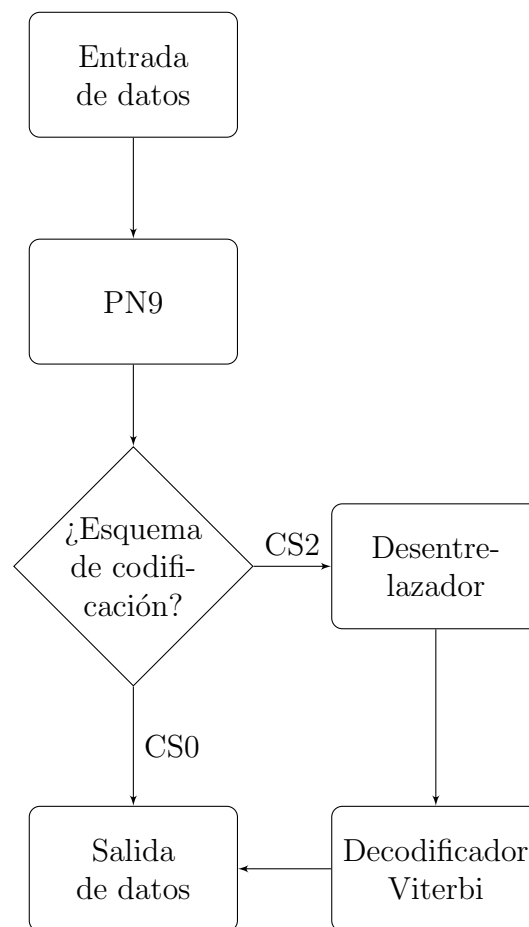 Entrada
de datos
PN9
¿Esquema
de codifi-
cación?
CS2
Desentre-
lazador
CS0
Salida
de datos
Decodificador
Viterbi